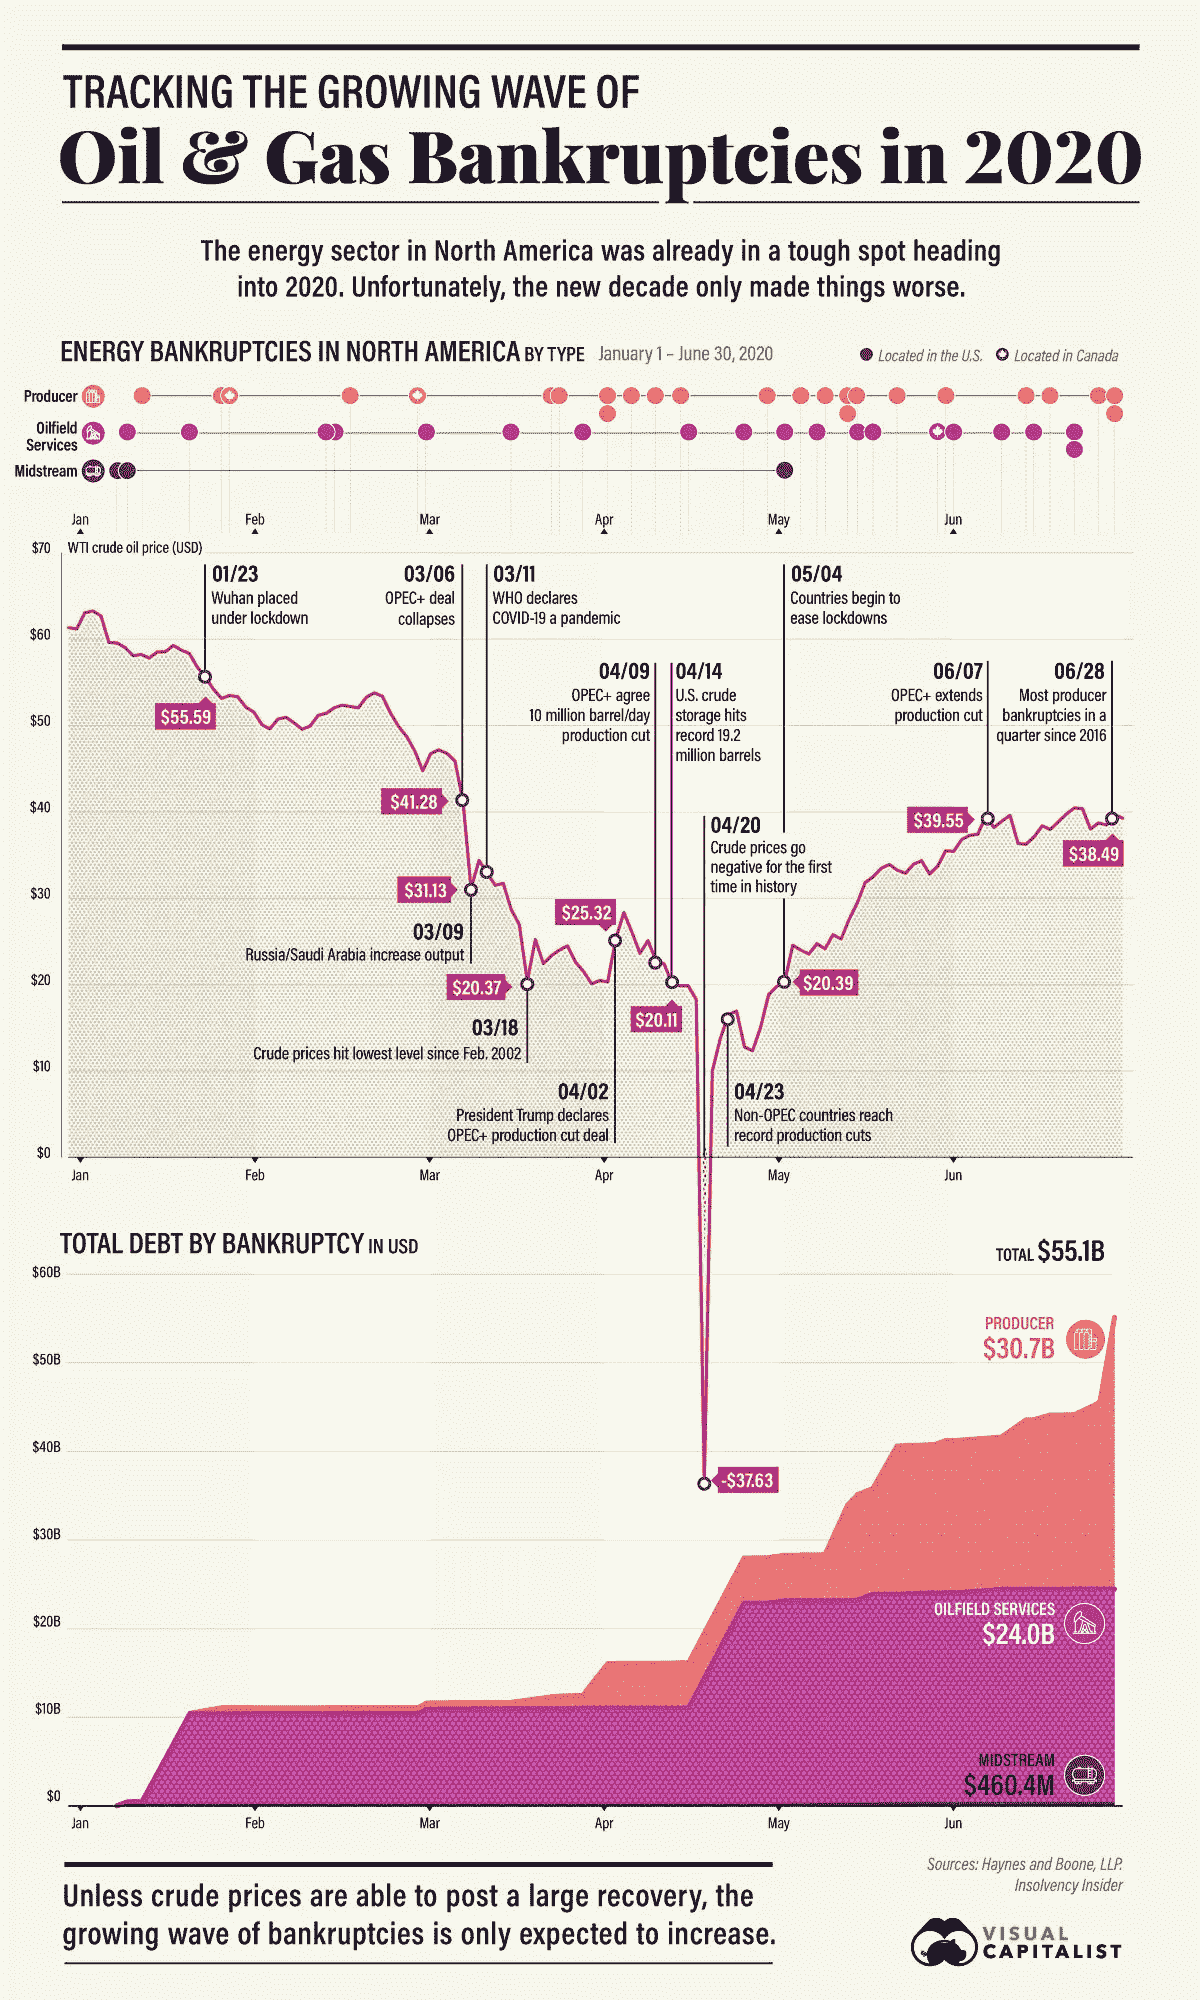 TRACKING THE GROWING WAVE OF
Oil & Gas Bankruptcies in 2020
The energy sector in North America was already in a tough spot heading
into 2020. Unfortunately, the new decade only made things worse.
ENERGY BANKRUPTCIES IN NORTH AMERICA BY TYPE January 1 – June 30, 2020
Located in the U.S. Located in Canada
Producer
Oilfield
Services
Midstream
Jan Feb Mar Apr May Jun
WTI crude oil price (USD)
$70
$60
$50
$40
$30
$20
$10
$0
01/23
Wuhan placed
under lockdown
$55.59
03/06
OPEC+ deal
collapses
$41.28
03/11
WHO declares
COVID-19 a pandemic
$31.13
03/09
Russia/Saudi Arabia increase output
$20.37
03/18
Crude prices hit lowest level since Feb. 2002
$25.32
04/02
President Trump declares
OPEC+ production cut deal
04/09
OPEC+ agree
10 million barrel/day
production cut
04/14
U.S. crude
storage hits
record 19.2
million barrels
$20.11
04/20
Crude prices go
negative for the first
time in history
-$37.63
04/23
Non-OPEC countries reach
record production cuts
05/04
Countries begin to
ease lockdowns
$20.39
06/07
OPEC+ extends
production cut
$39.55
06/28
Most producer
bankruptcies in a
quarter since 2016
$38.49
Jan Feb Mar Apr May Jun
TOTAL DEBT BY BANKRUPTCY IN USD
TOTAL $55.1B
$60B
$50B
$40B
$30B
$20B
$10B
$0
PRODUCER
$30.7B
OILFIELD SERVICES
$24.0B
MIDSTREAM
$460.4M
Jan Feb Mar Apr May Jun
Unless crude prices are able to post a large recovery, the
growing wave of bankruptcies is only expected to increase.
Sources: Haynes and Boone, LLP.
Insolvency Insider
VISUAL
CAPITALIST